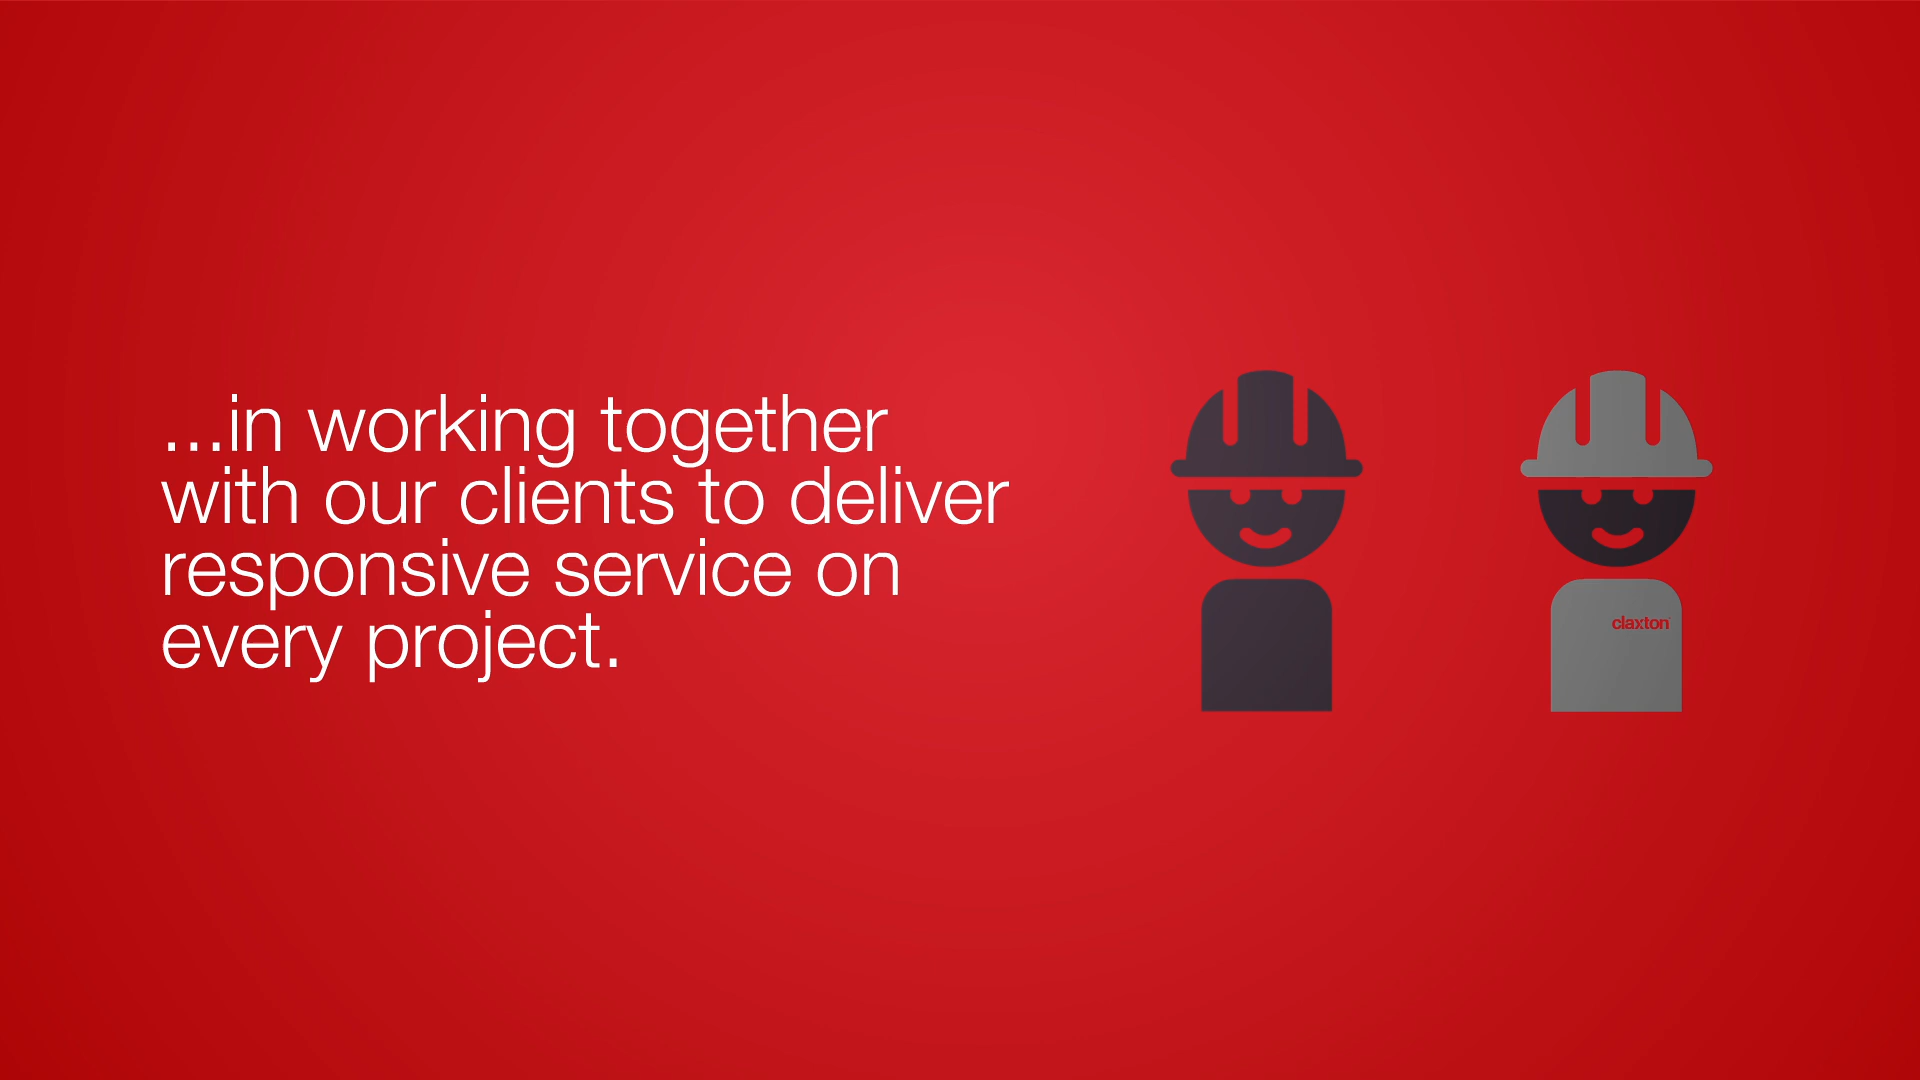 ...in working together
with our clients to deliver
responsive service on
every project.
claxton